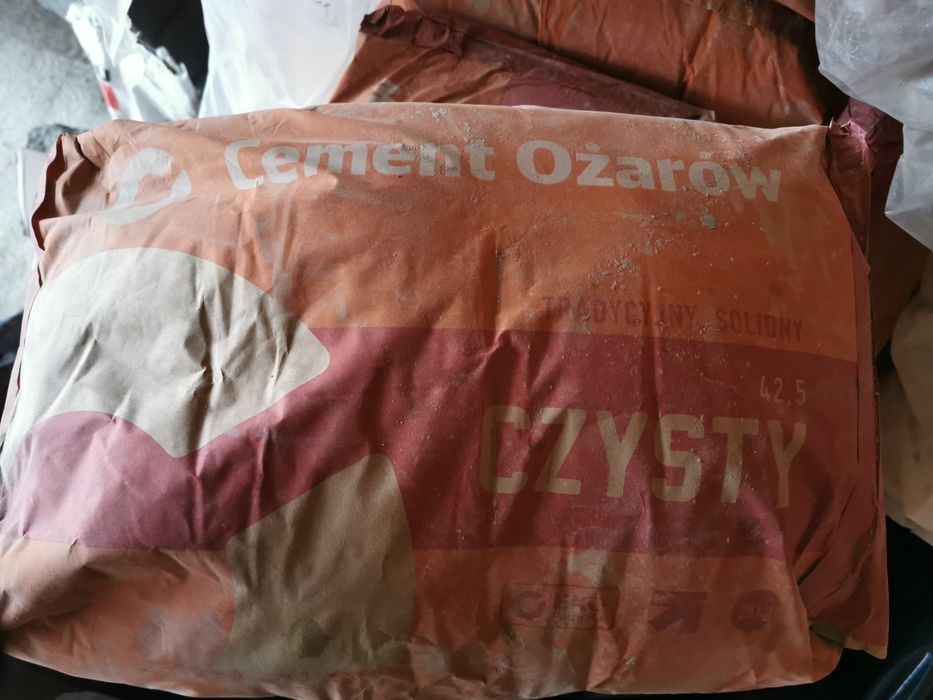 Cement Ożarów
TRADYCYJNY, SOLIDNY
42,5
CZYSTY